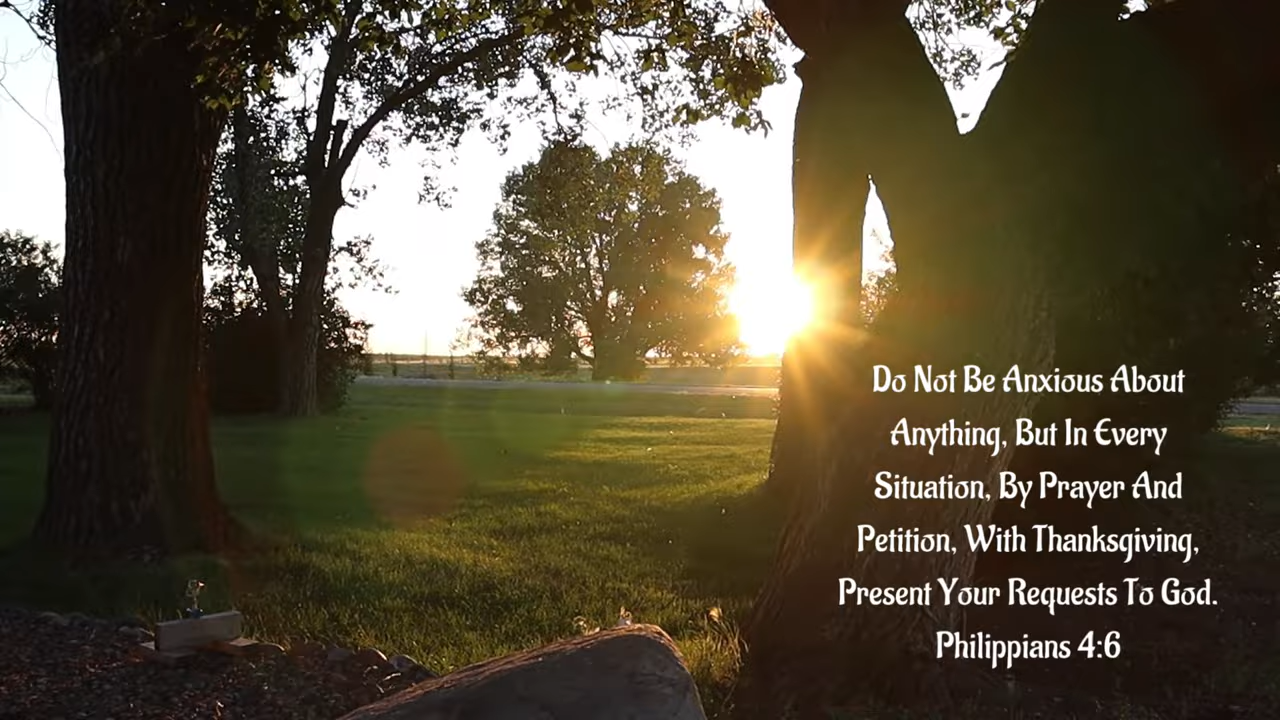 Do Not Be Anxious About
Anything, But In Every
Situation, By Prayer And
Petition, With Thanksgiving,
Present Your Requests To God.
Philippians 4:6